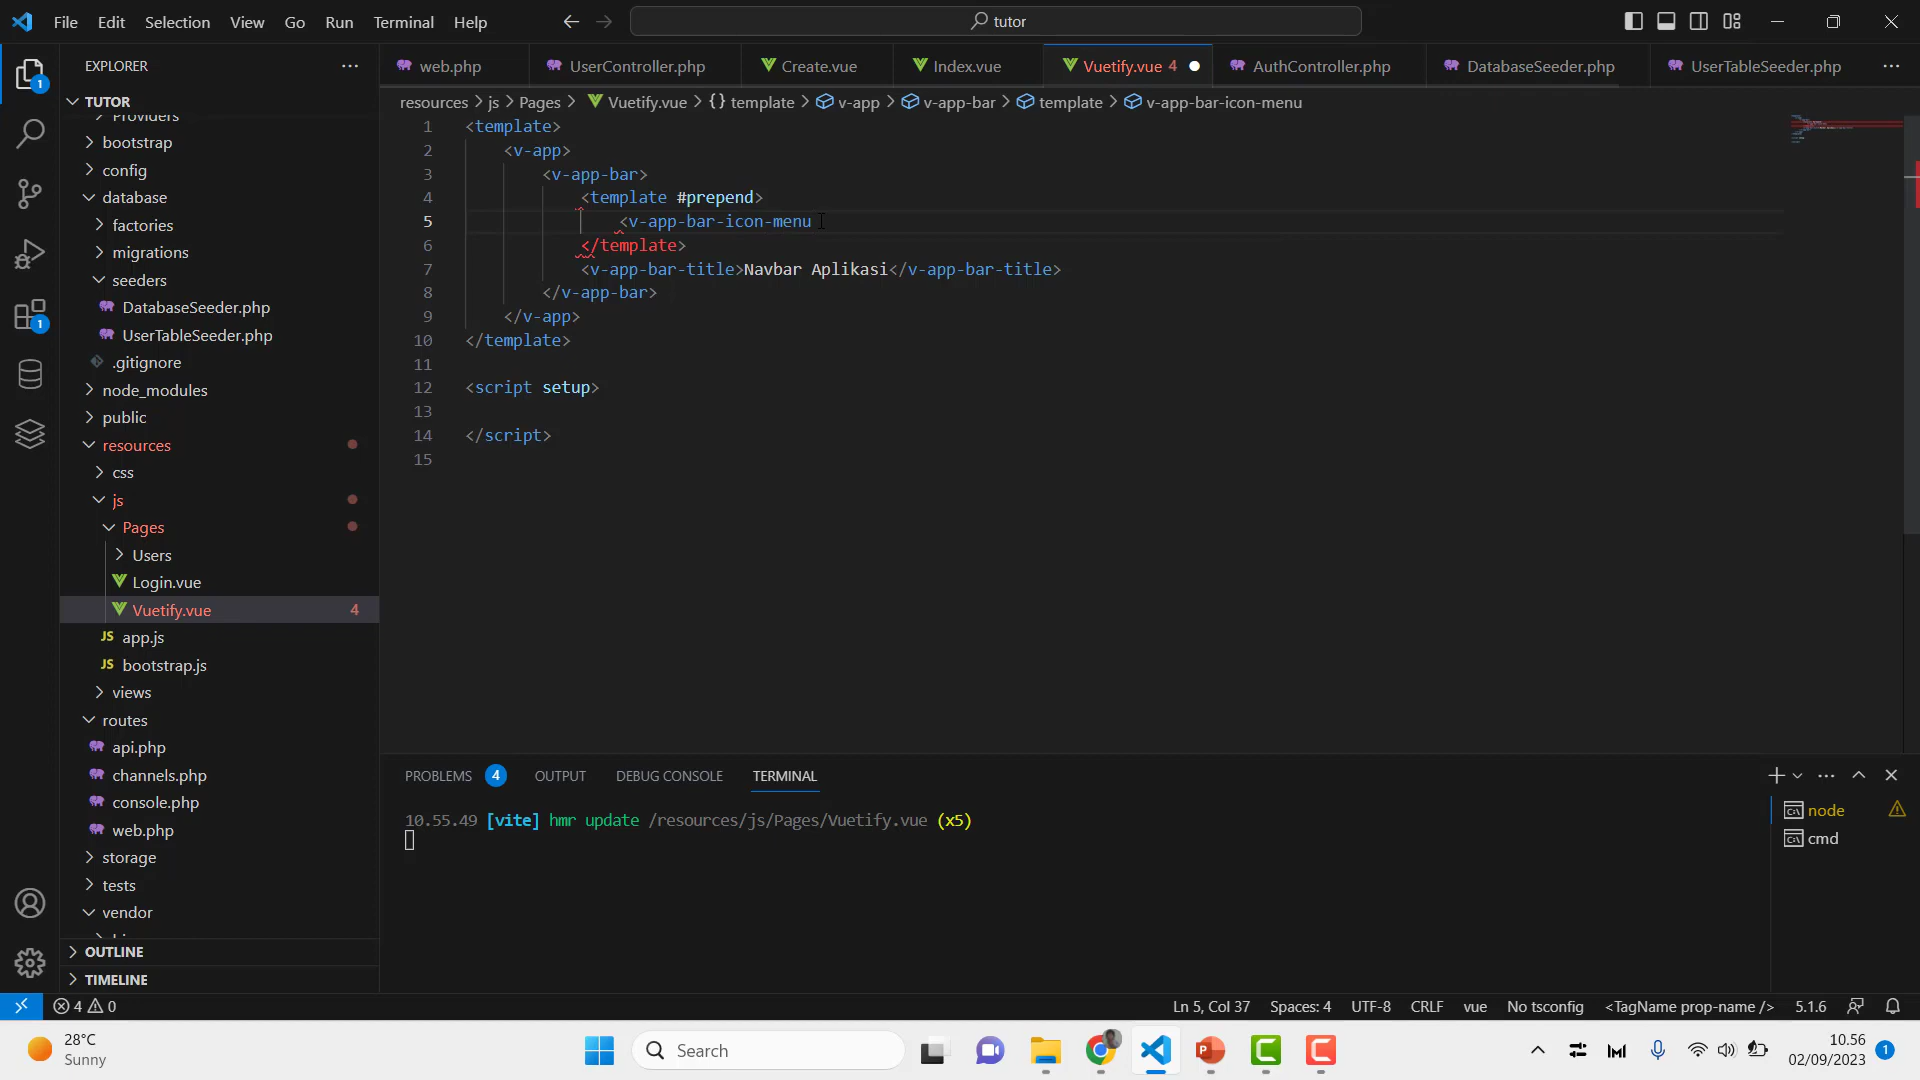 File Edit Selection View Go Run Terminal Help
tutor
EXPLORER
web.php
UserController.php
Create.vue
Index.vue
Vuetify.vue 4
AuthController.php
DatabaseSeeder.php
UserTableSeeder.php
TUTOR
Providers
bootstrap
config
database
factories
migrations
seeders
DatabaseSeeder.php
UserTableSeeder.php
.gitignore
node_modules
public
resources
css
js
Pages
Users
Login.vue
Vuetify.vue 4
JS app.js
JS bootstrap.js
views
routes
api.php
channels.php
console.php
web.php
storage
tests
vendor
OUTLINE
TIMELINE
resources > js > Pages > Vuetify.vue > {} template > v-app > v-app-bar > template > v-app-bar-icon-menu
1 <template>
2 <v-app>
3 <v-app-bar>
4 <template #prepend>
5 <v-app-bar-icon-menu
6 </template>
7 <v-app-bar-title>Navbar Aplikasi</v-app-bar-title>
8 </v-app-bar>
9 </v-app>
10 </template>
11
12 <script setup>
13
14 </script>
15
PROBLEMS 4 OUTPUT DEBUG CONSOLE TERMINAL
10.55.49 [vite] hmr update /resources/js/Pages/Vuetify.vue (x5)
node
cmd
1
1
4 0
Ln 5, Col 37 Spaces: 4 UTF-8 CRLF vue No tsconfig <TagName prop-name /> 5.1.6
28°C
Sunny
Search
10.56
02/09/2023
1